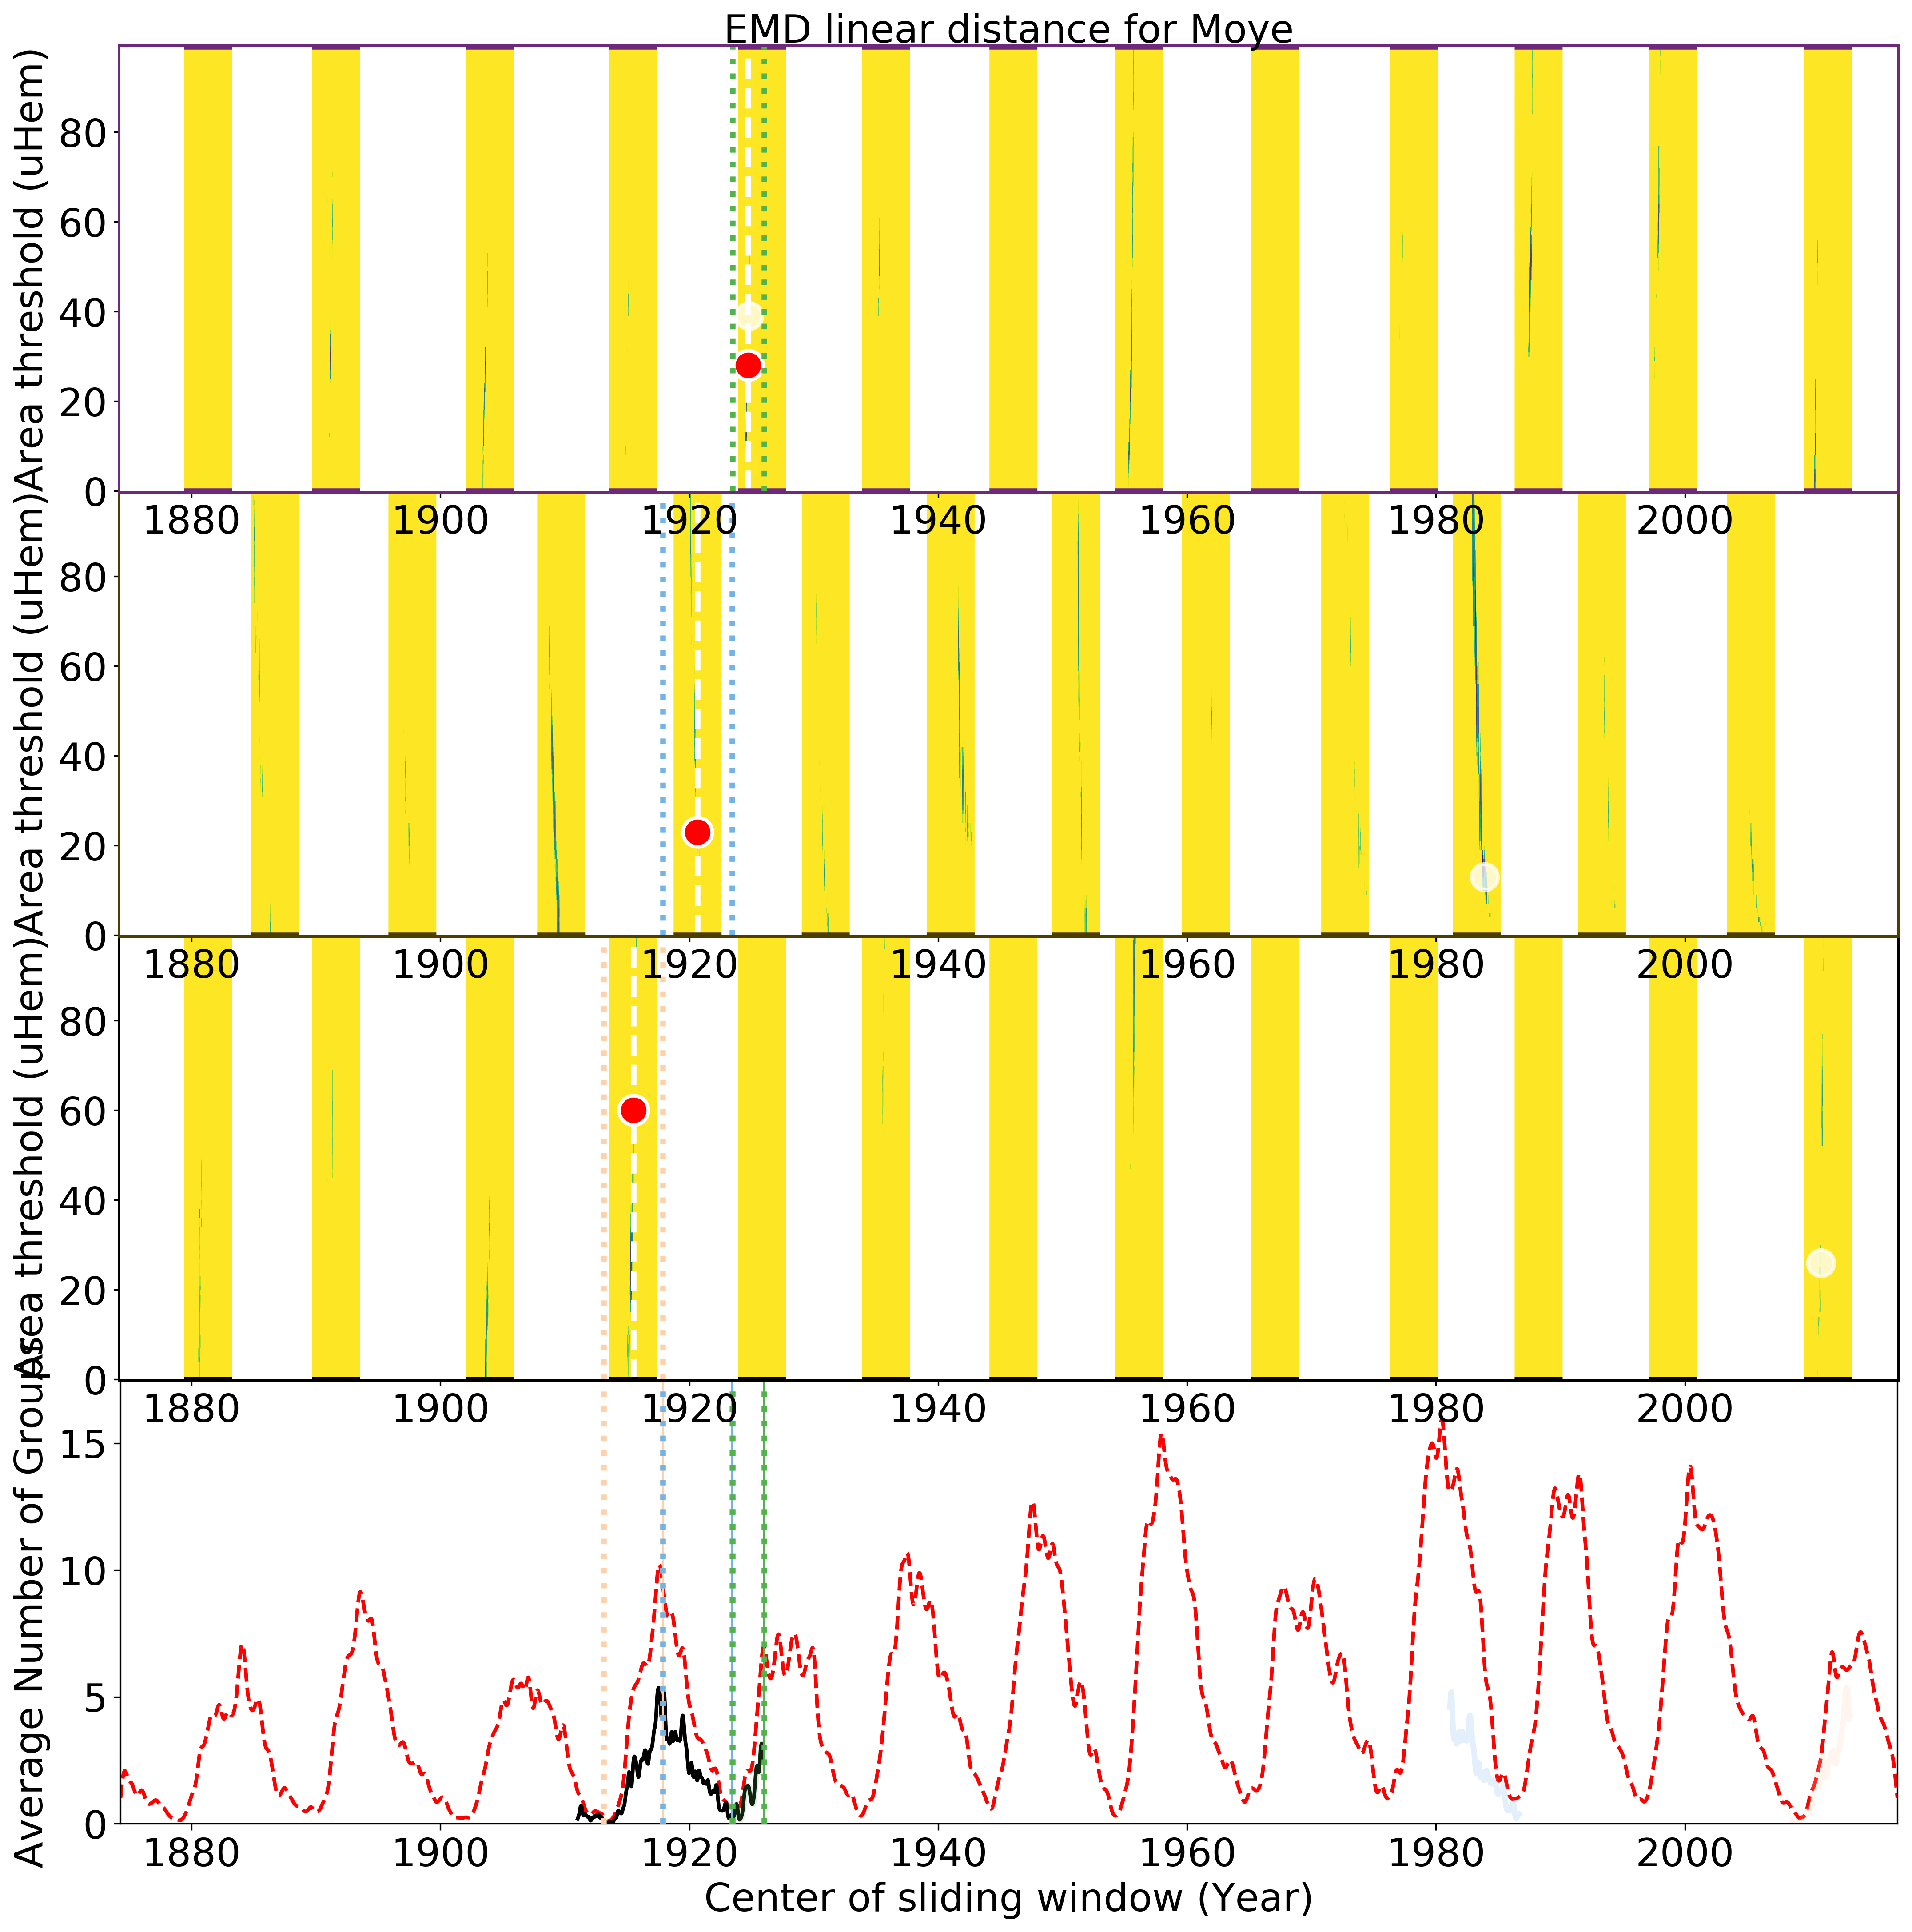 EMD linear distance for Moye
Area threshold (uHem)
80
60
40
20
0
1880 1900 1920 1940 1960 1980 2000
Area threshold (uHem)
80
60
40
20
0
1880 1900 1920 1940 1960 1980 2000
Area threshold (uHem)
80
60
40
20
0
1880 1900 1920 1940 1960 1980 2000
Average Number of Groups
15
10
5
0
1880 1900 1920 1940 1960 1980 2000
Center of sliding window (Year)